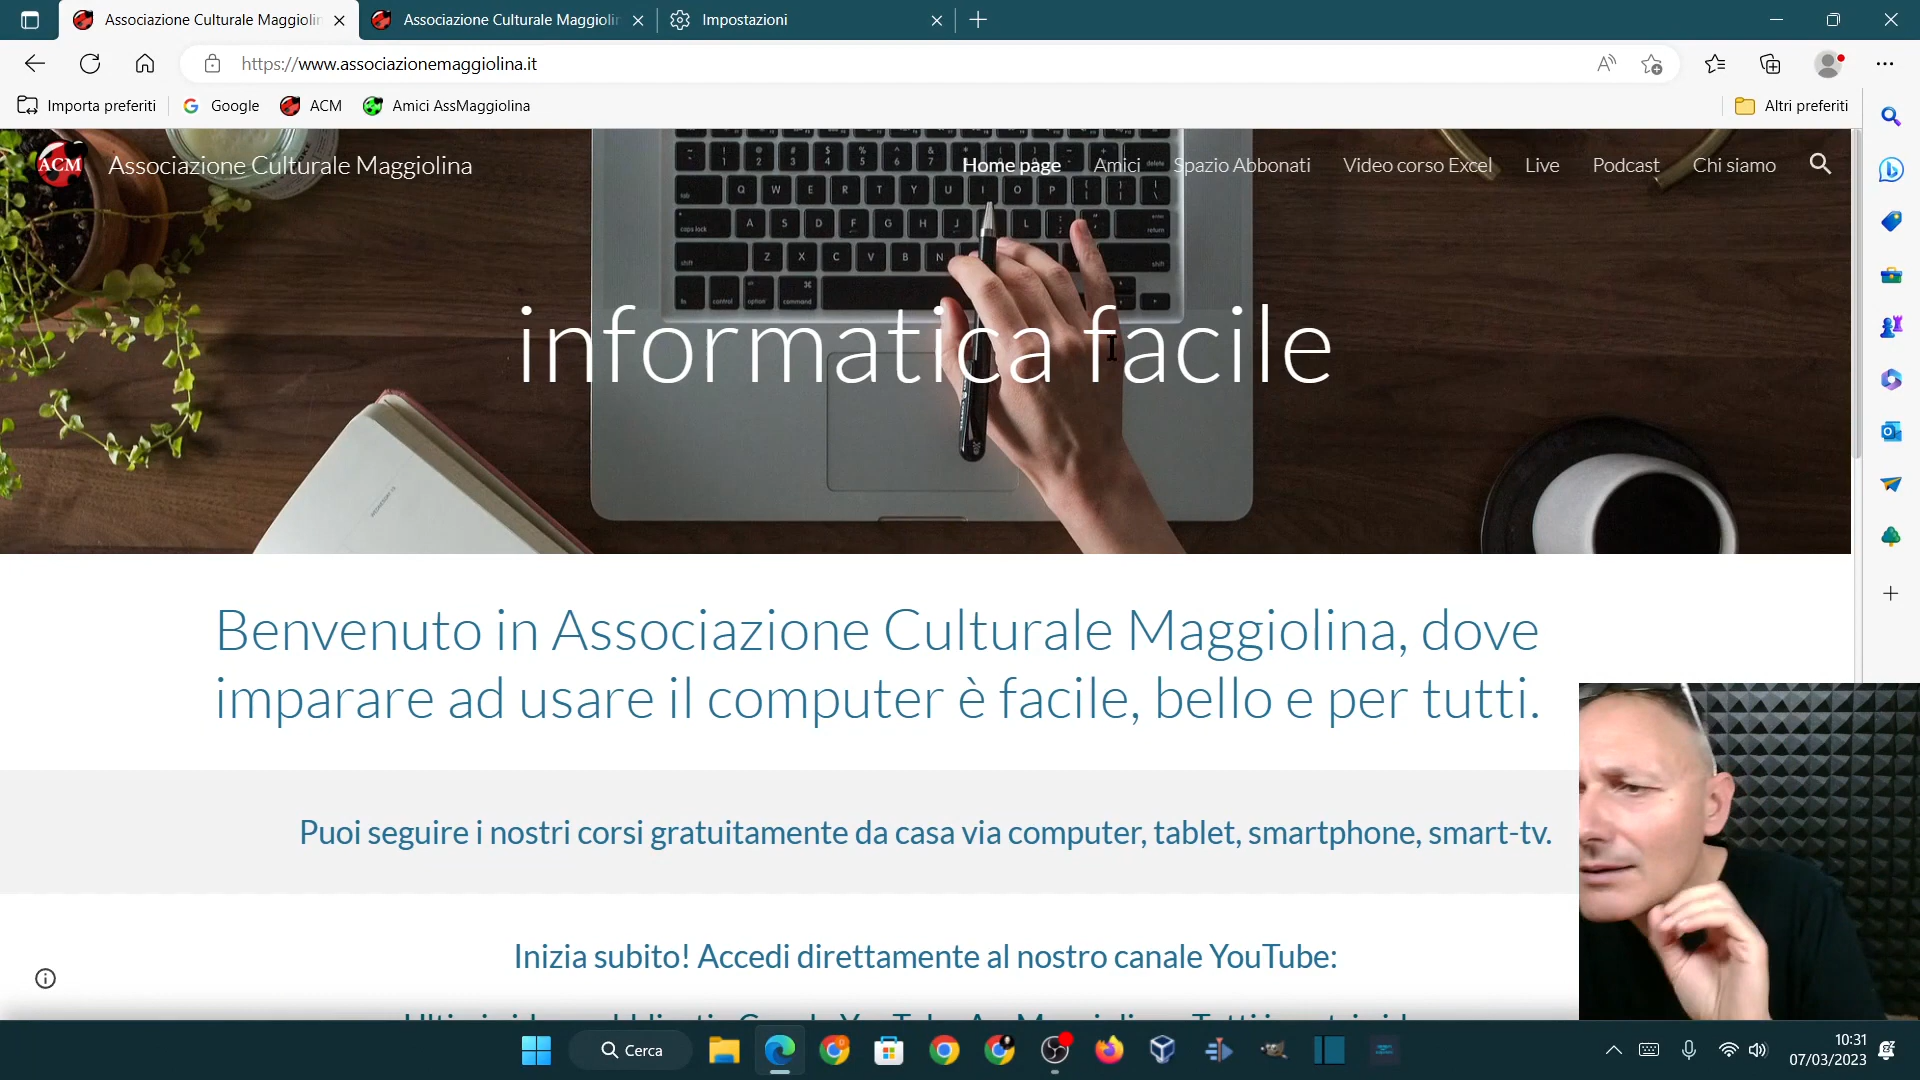 Associazione Culturale Maggiolin
Associazione Culturale Maggiolin
Impostazioni
https://www.associazionemaggiolina.it
Importa preferiti
Google
ACM
Amici AssMaggiolina
Altri preferiti
ACM
Associazione Culturale Maggiolina
Home page
Amici
Spazio Abbonati
Video corso Excel
Live
Podcast
Chi siamo
informatica facile
Benvenuto in Associazione Culturale Maggiolina, dove
imparare ad usare il computer è facile, bello e per tutti.
Puoi seguire i nostri corsi gratuitamente da casa via computer, tablet, smartphone, smart-tv.
Inizia subito! Accedi direttamente al nostro canale YouTube:
Cerca
10:31
07/03/2023